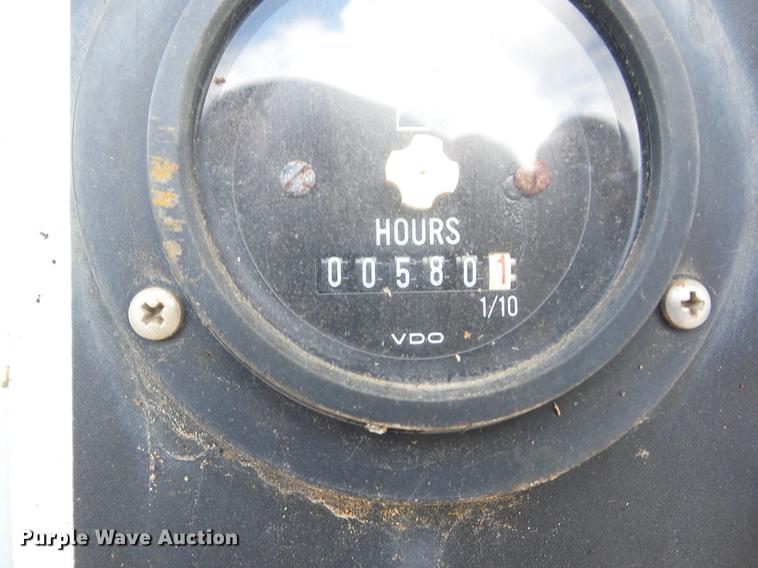 HOURS
005801
1/10
VDO
Purple Wave Auction